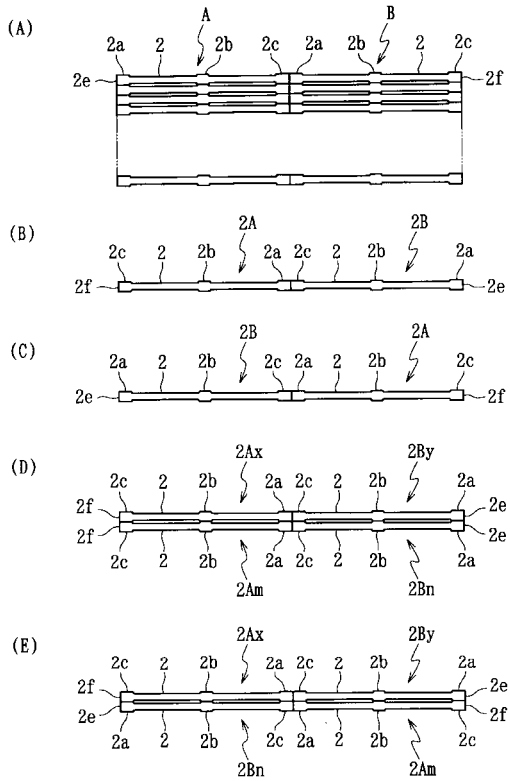 (A)
A B
2a 2 2b 2c 2a 2b 2 2c
2e 2f
(B)
2A 2B
2c 2 2b 2a 2c 2 2b 2a
2f 2e
(C)
2B 2A
2a 2 2b 2c 2a 2 2b 2c
2e 2f
(D)
2Ax 2By
2c 2 2b 2a 2c 2 2b 2a
2f 2e
2f 2e
2c 2 2b 2a 2c 2 2b 2a
2Am 2Bn
(E)
2Ax 2By
2c 2 2b 2a 2c 2 2b 2a
2f 2e
2e 2f
2a 2 2b 2c 2a 2 2b 2c
2Bn 2Am